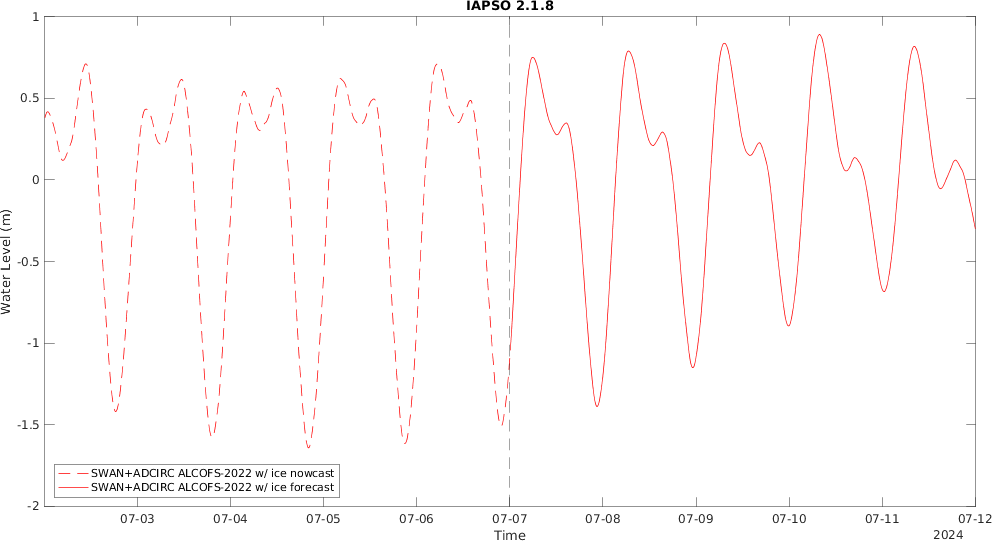 IAPSO 2.1.8
1
0.5
0
-0.5
-1
-1.5
-2
Water Level (m)
SWAN+ADCIRC ALCOFS-2022 w/ ice nowcast
SWAN+ADCIRC ALCOFS-2022 w/ ice forecast
07-03 07-04 07-05 07-06 07-07 07-08 07-09 07-10 07-11 07-12
Time
2024